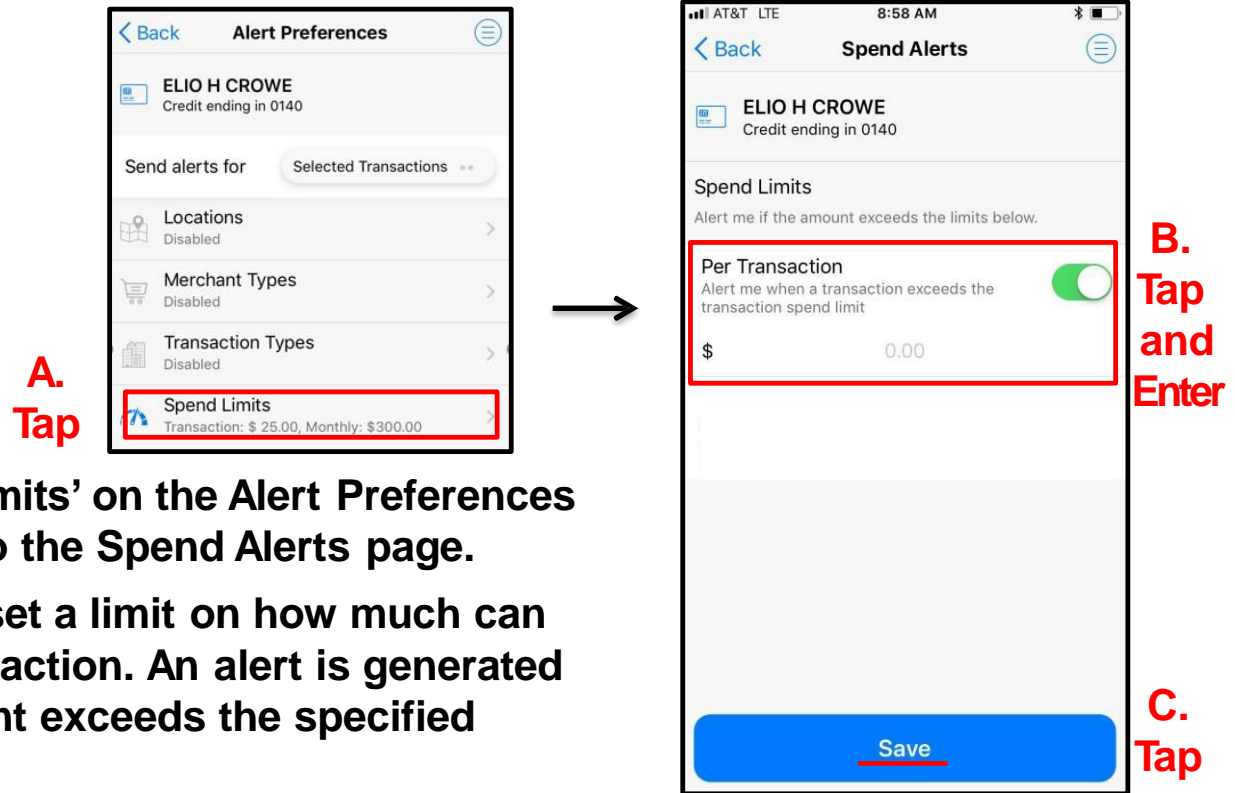 Back Alert Preferences
ELIO H CROWE
Credit ending in 0140
Send alerts for Selected Transactions
Locations
Disabled
Merchant Types
Disabled
Transaction Types
Disabled
Spend Limits
Transaction: $ 25.00, Monthly: $300.00
A.
Tap
mits’ on the Alert Preferences
o the Spend Alerts page.
set a limit on how much can
action. An alert is generated
nt exceeds the specified
AT&T LTE 8:58 AM
Back Spend Alerts
ELIO H CROWE
Credit ending in 0140
Spend Limits
Alert me if the amount exceeds the limits below.
Per Transaction
Alert me when a transaction exceeds the
transaction spend limit
$ 0.00
B.
Tap
and
Enter
Save
C.
Tap